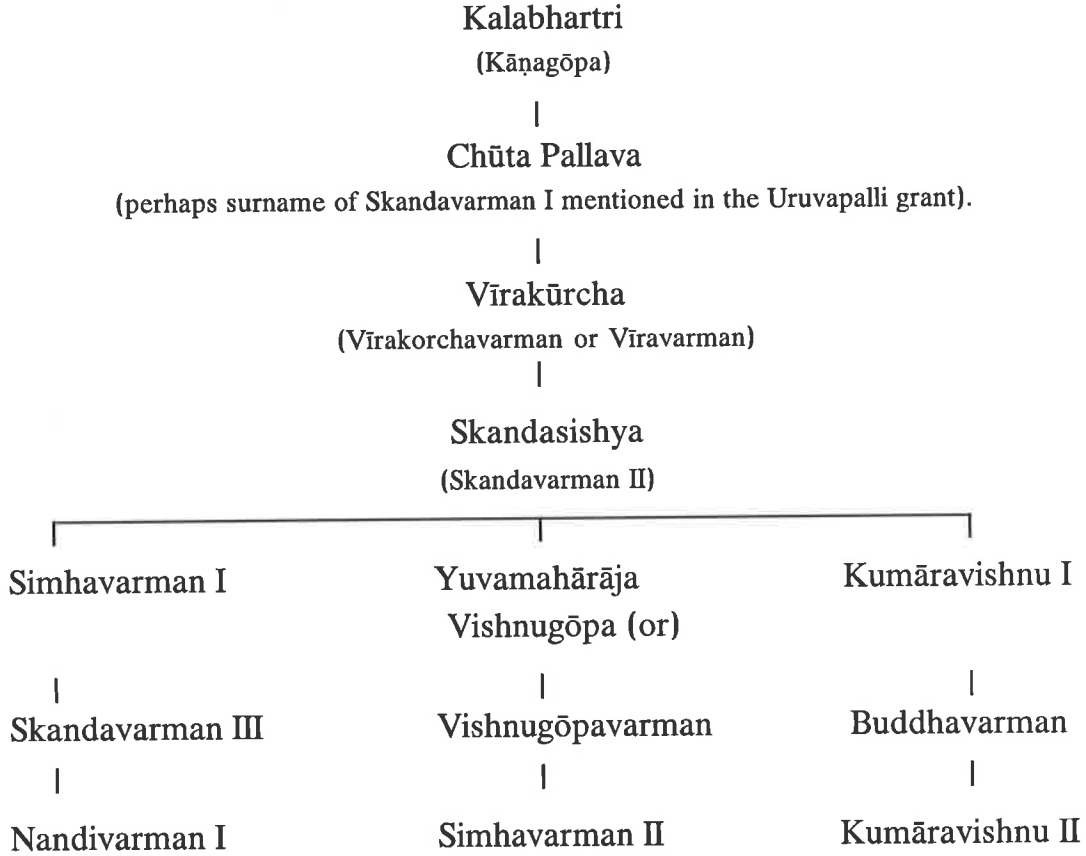 Kalabhartri
(Kāṇagōpa)
Chūta Pallava
(perhaps surname of Skandavarman I mentioned in the Uruvapalli grant).
Vīrakūrcha
(Vīrakorchavarman or Vīravarman)
Skandasishya
(Skandavarman II)
Simhavarman I Yuvamahārāja Kumāravishnu I
Vishnugōpa (or)
Skandavarman III Vishnugōpavarman Buddhavarman
Nandivarman I Simhavarman II Kumāravishnu II